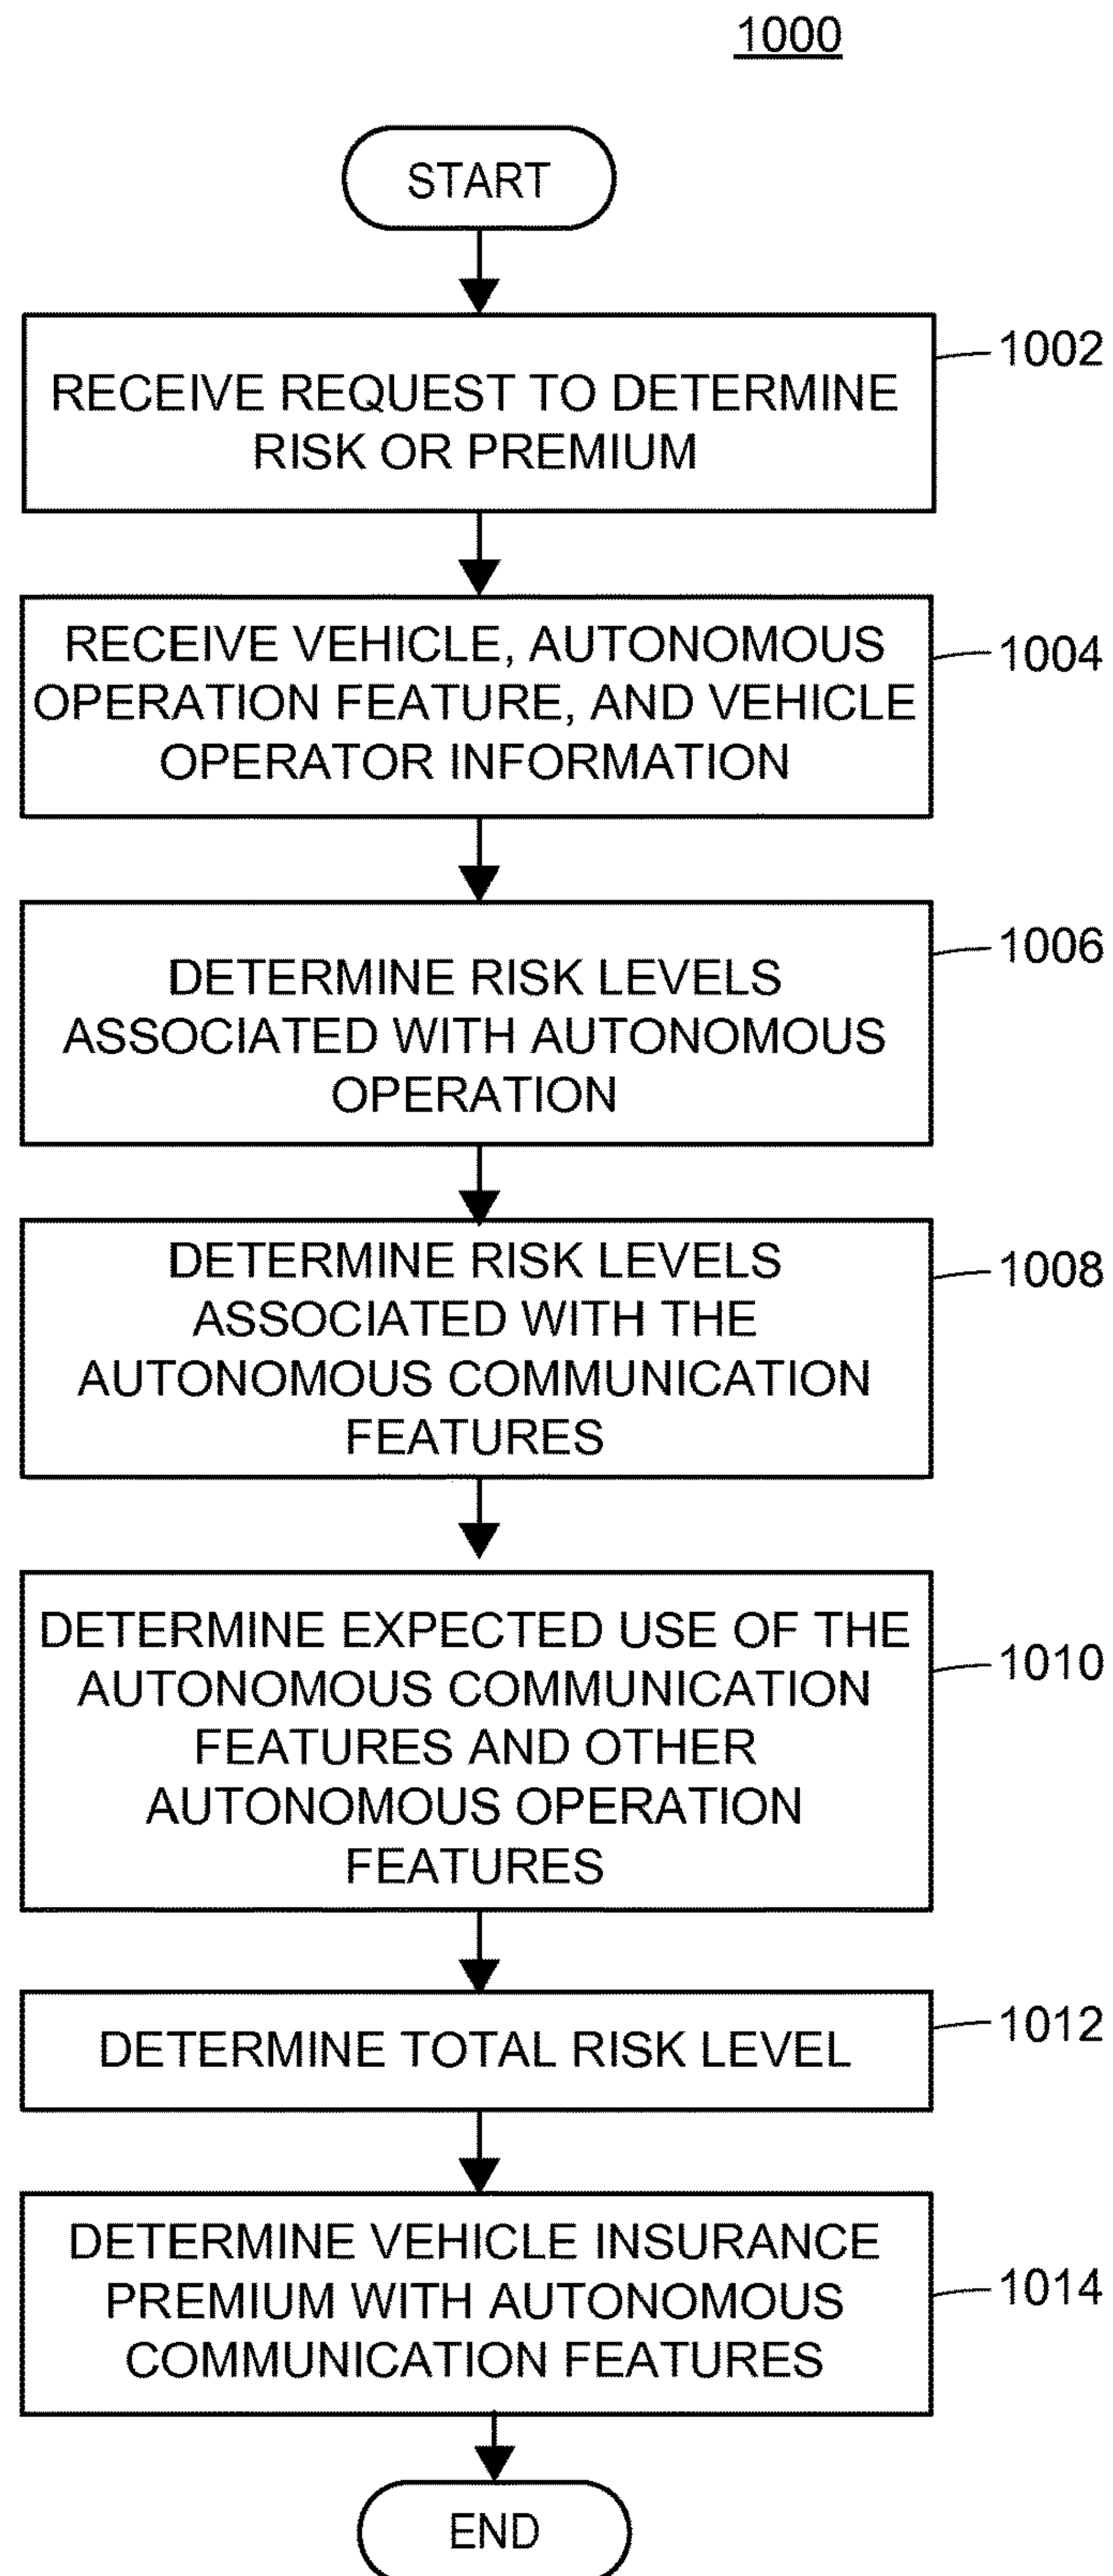 1000
START
RECEIVE REQUEST TO DETERMINE
RISK OR PREMIUM
1002
RECEIVE VEHICLE, AUTONOMOUS
OPERATION FEATURE, AND VEHICLE
OPERATOR INFORMATION
1004
DETERMINE RISK LEVELS
ASSOCIATED WITH AUTONOMOUS
OPERATION
1006
DETERMINE RISK LEVELS
ASSOCIATED WITH THE
AUTONOMOUS COMMUNICATION
FEATURES
1008
DETERMINE EXPECTED USE OF THE
AUTONOMOUS COMMUNICATION
FEATURES AND OTHER
AUTONOMOUS OPERATION
FEATURES
1010
DETERMINE TOTAL RISK LEVEL
1012
DETERMINE VEHICLE INSURANCE
PREMIUM WITH AUTONOMOUS
COMMUNICATION FEATURES
1014
END